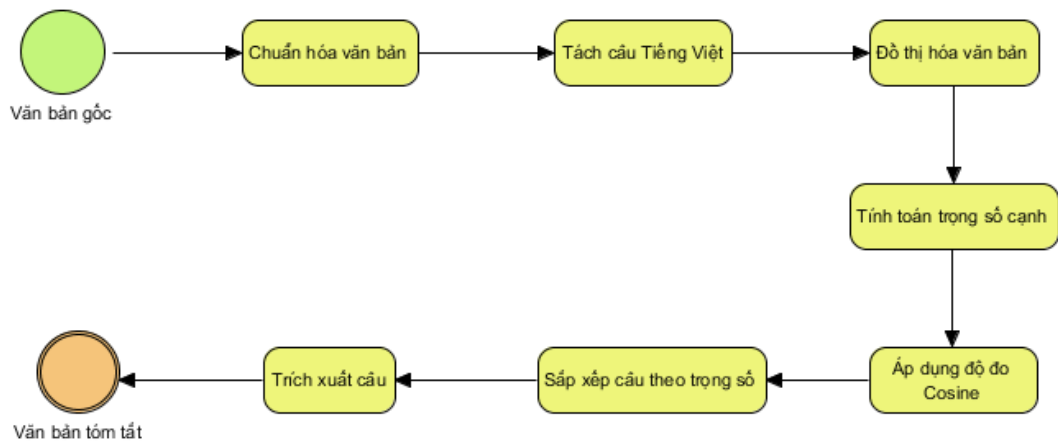 Văn bản gốc
Chuẩn hóa văn bản
Tách câu Tiếng Việt
Đồ thị hóa văn bản
Tính toán trọng số cạnh
Áp dụng độ đo
Cosine
Sắp xếp câu theo trọng số
Trích xuất câu
Văn bản tóm tắt